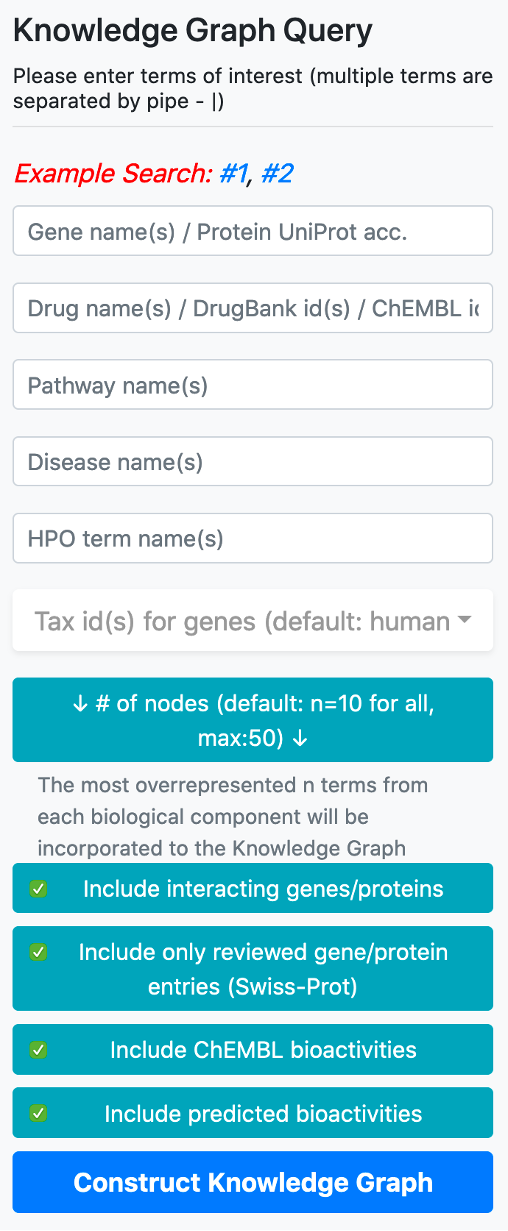 Knowledge Graph Query
Please enter terms of interest (multiple terms are
separated by pipe - |)
Example Search: #1, #2
Gene name(s) / Protein UniProt acc.
Drug name(s) / DrugBank id(s) / ChEMBL id
Pathway name(s)
Disease name(s)
HPO term name(s)
Tax id(s) for genes (default: human
↓ # of nodes (default: n=10 for all,
max:50) ↓
The most overrepresented n terms from
each biological component will be
incorporated to the Knowledge Graph
Include interacting genes/proteins
Include only reviewed gene/protein
entries (Swiss-Prot)
Include ChEMBL bioactivities
Include predicted bioactivities
Construct Knowledge Graph